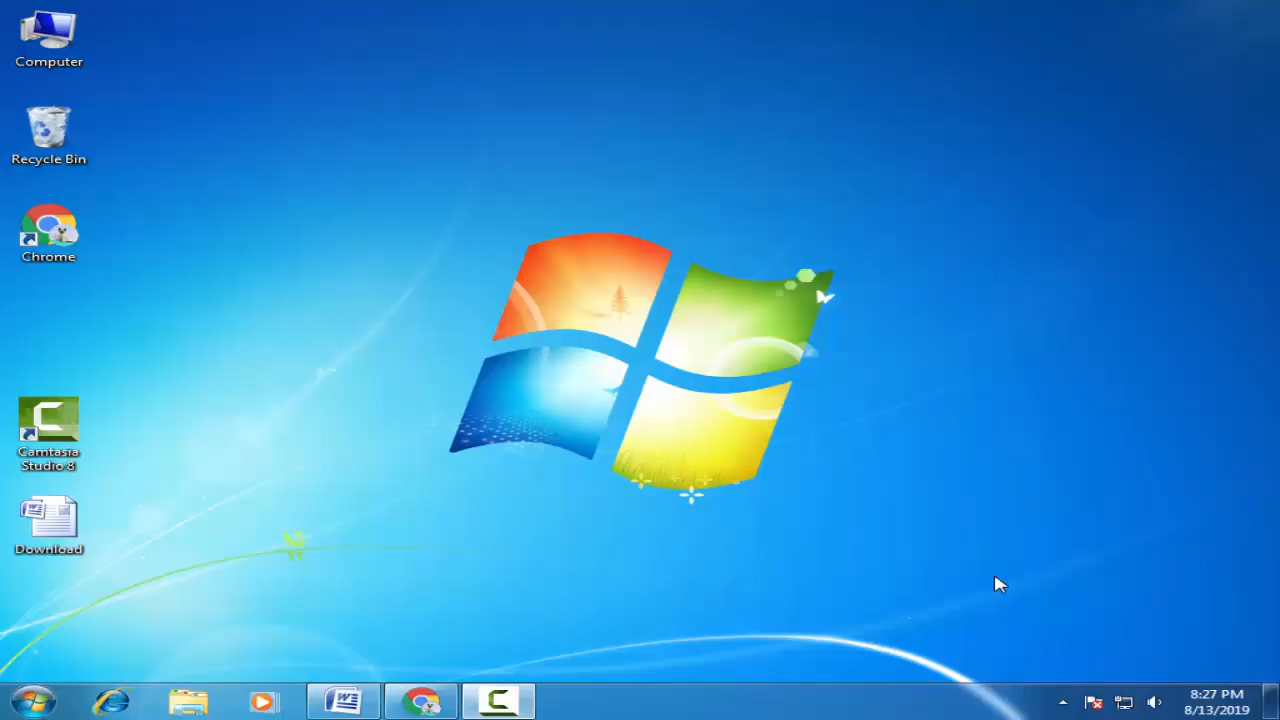 Computer
Recycle Bin
Chrome
Camtasia
Studio 8
Download
8:27 PM
8/13/2019